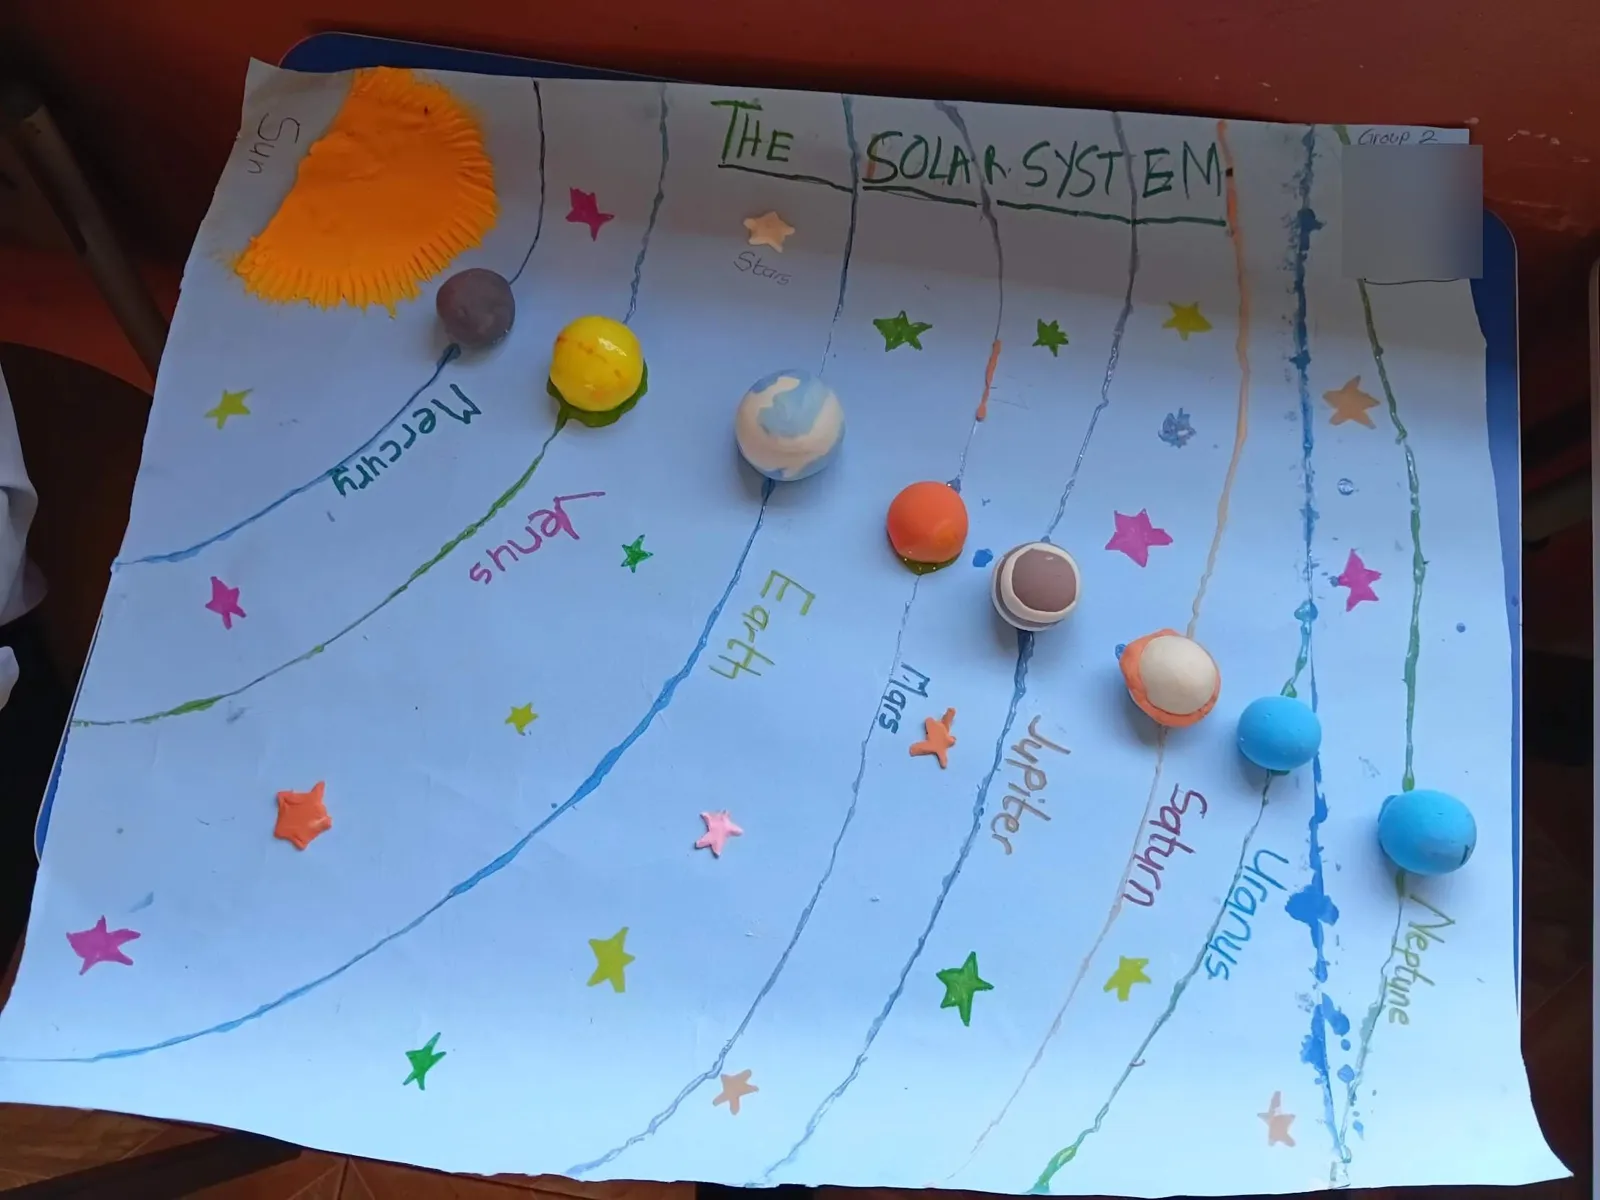 Group 2
THE SOLAR SYSTEM
Sun
Stars
Mercury
Venus
Earth
Mars
Jupiter
Saturn
Uranus
Neptune